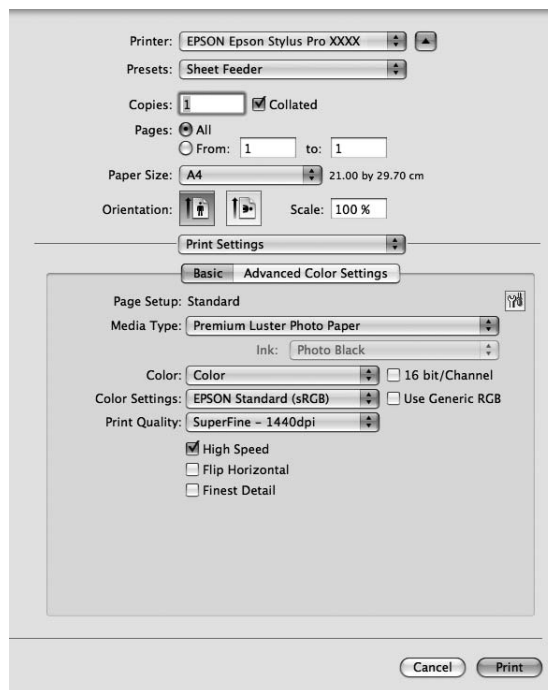 Printer: EPSON Epson Stylus Pro XXXX
Presets: Sheet Feeder
Copies: 1 Collated
Pages: All
From: 1 to: 1
Paper Size: A4 21.00 by 29.70 cm
Orientation: Scale: 100 %
Print Settings
Basic Advanced Color Settings
Page Setup: Standard
Media Type: Premium Luster Photo Paper
Ink: Photo Black
Color: Color 16 bit/Channel
Color Settings: EPSON Standard (sRGB) Use Generic RGB
Print Quality: SuperFine – 1440dpi
High Speed
Flip Horizontal
Finest Detail
Cancel Print